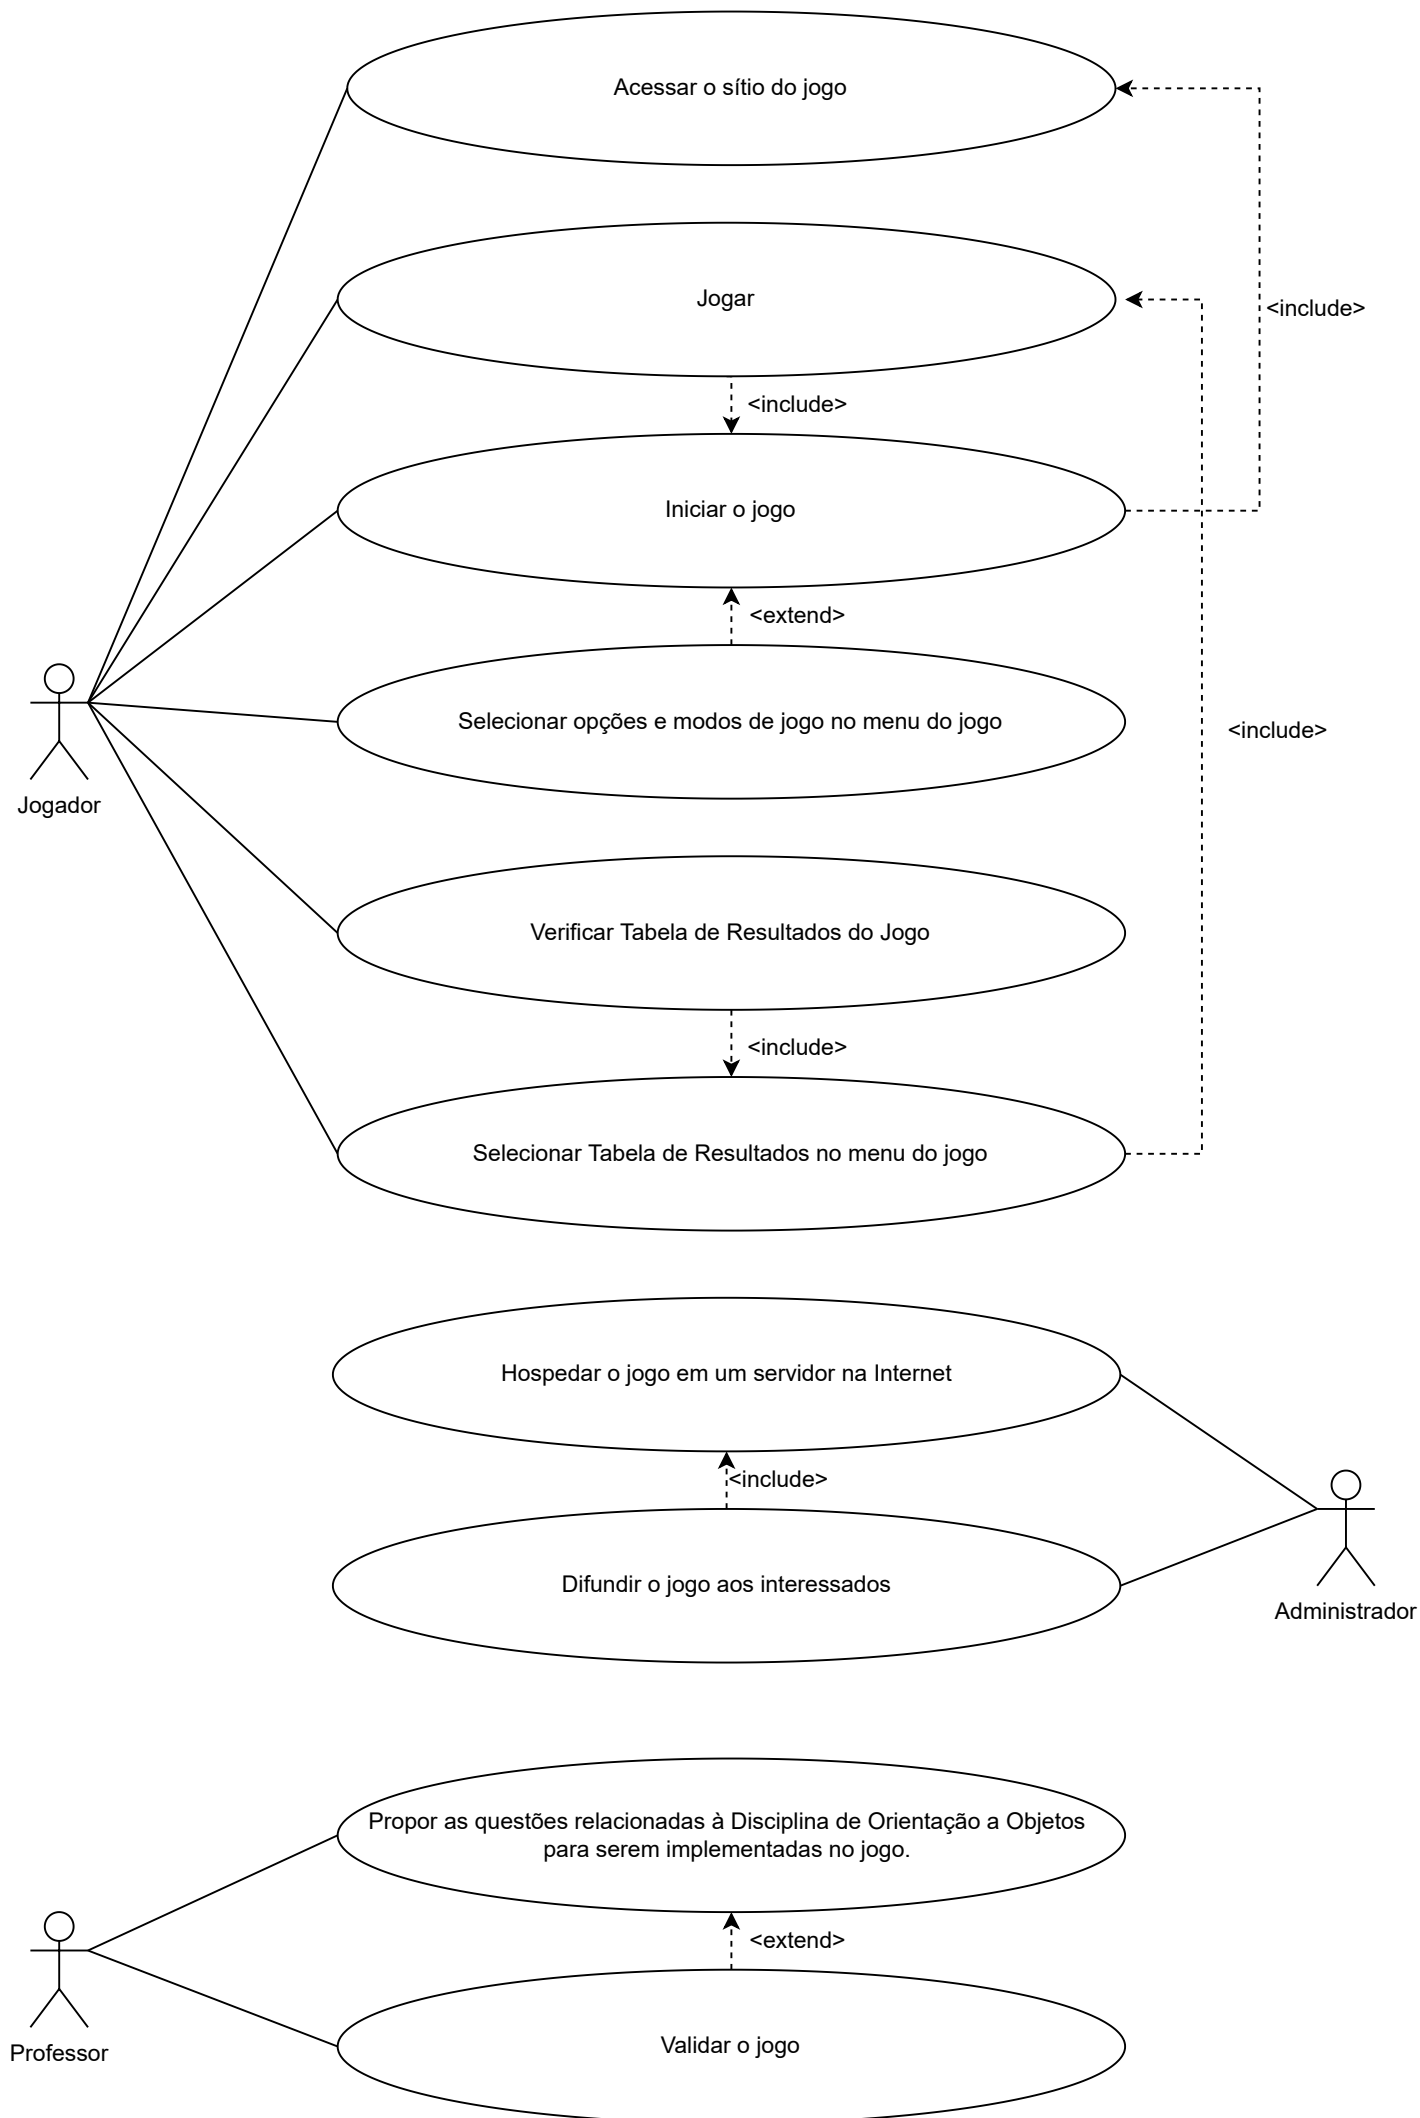 Acessar o sítio do jogo
Jogar
<include>
<include>
Iniciar o jogo
<extend>
Selecionar opções e modos de jogo no menu do jogo
<include>
Jogador
Verificar Tabela de Resultados do Jogo
<include>
Selecionar Tabela de Resultados no menu do jogo
Hospedar o jogo em um servidor na Internet
<include>
Difundir o jogo aos interessados
Administrador
Propor as questões relacionadas à Disciplina de Orientação a Objetos
para serem implementadas no jogo.
<extend>
Validar o jogo
Professor